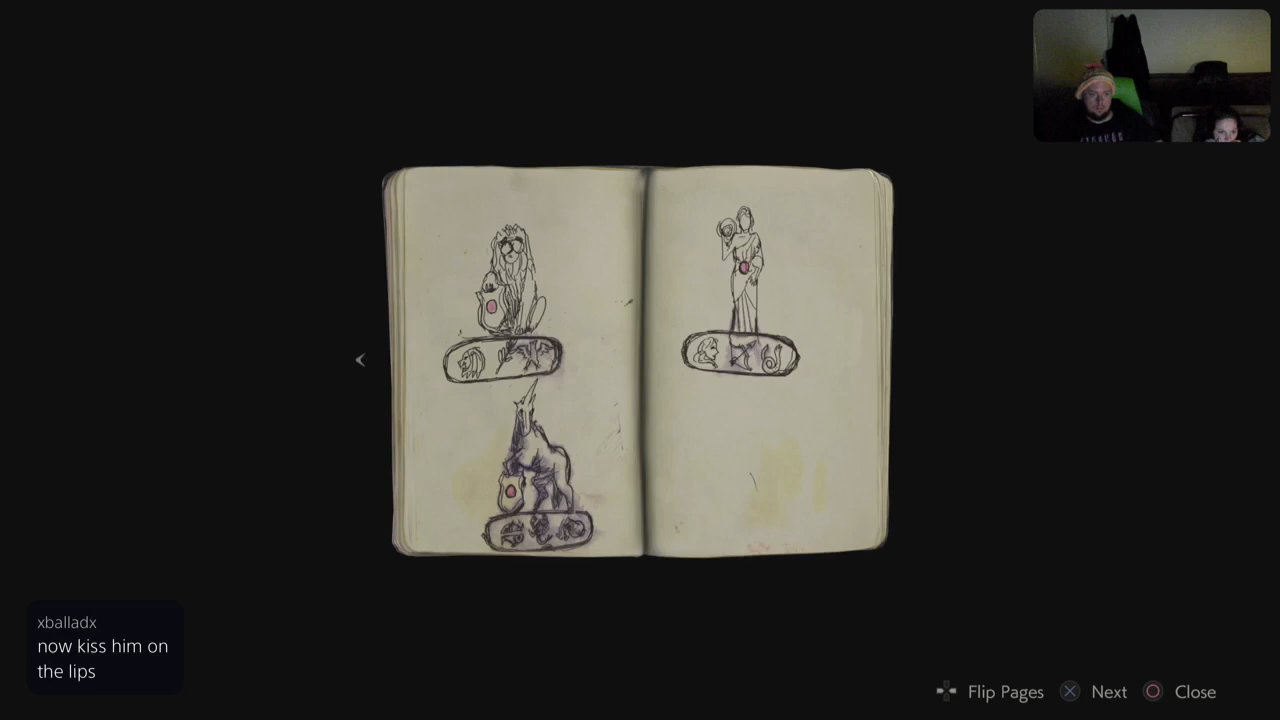 xballadx
now kiss him on
the lips
Flip Pages
Next
Close